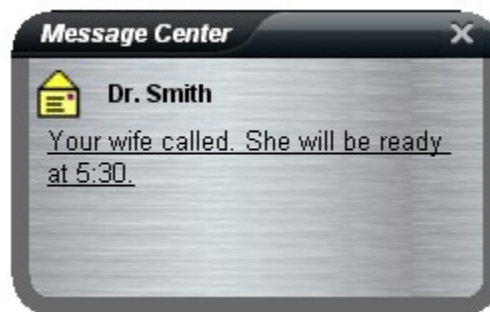 Message Center
Dr. Smith
Your wife called. She will be ready
at 5:30.